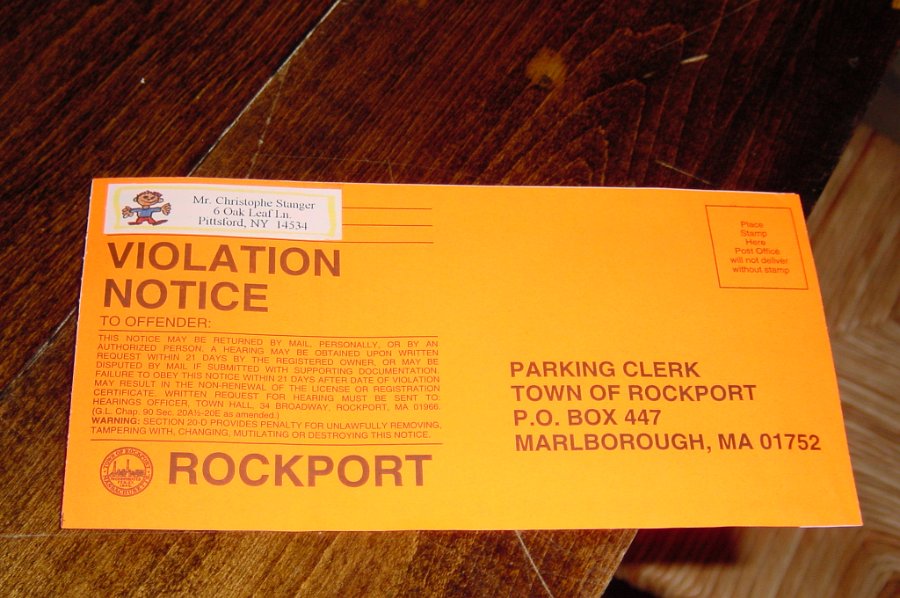 Mr. Christophe Stanger
6 Oak Leaf Ln.
Pittsford, NY 14534
VIOLATION
NOTICE
TO OFFENDER:
THIS NOTICE MAY BE RETURNED BY MAIL, PERSONALLY, OR BY AN
AUTHORIZED PERSON, A HEARING MAY BE OBTAINED UPON WRITTEN
REQUEST WITHIN 21 DAYS BY THE REGISTERED OWNER, OR MAY BE
DISPUTED BY MAIL IF SUBMITTED WITH SUPPORTING DOCUMENTATION.
FAILURE TO OBEY THIS NOTICE WITHIN 21 DAYS AFTER DATE OF VIOLATION
MAY RESULT IN THE NON-RENEWAL OF THE LICENSE OR REGISTRATION
CERTIFICATE. WRITTEN REQUEST FOR HEARING MUST BE SENT TO:
HEARINGS OFFICER, TOWN HALL, 34 BROADWAY, ROCKPORT, MA 01966.
(G.L. Chap. 90 Sec. 20A½-20E as amended.)
WARNING: SECTION 20-D PROVIDES PENALTY FOR UNLAWFULLY REMOVING,
TAMPERING WITH, CHANGING, MUTILATING OR DESTROYING THIS NOTICE.
TOWN OF ROCKPORT
ROCKPORT
Place
Stamp
Here
Post Office
will not deliver
without stamp
PARKING CLERK
TOWN OF ROCKPORT
P.O. BOX 447
MARLBOROUGH, MA 01752